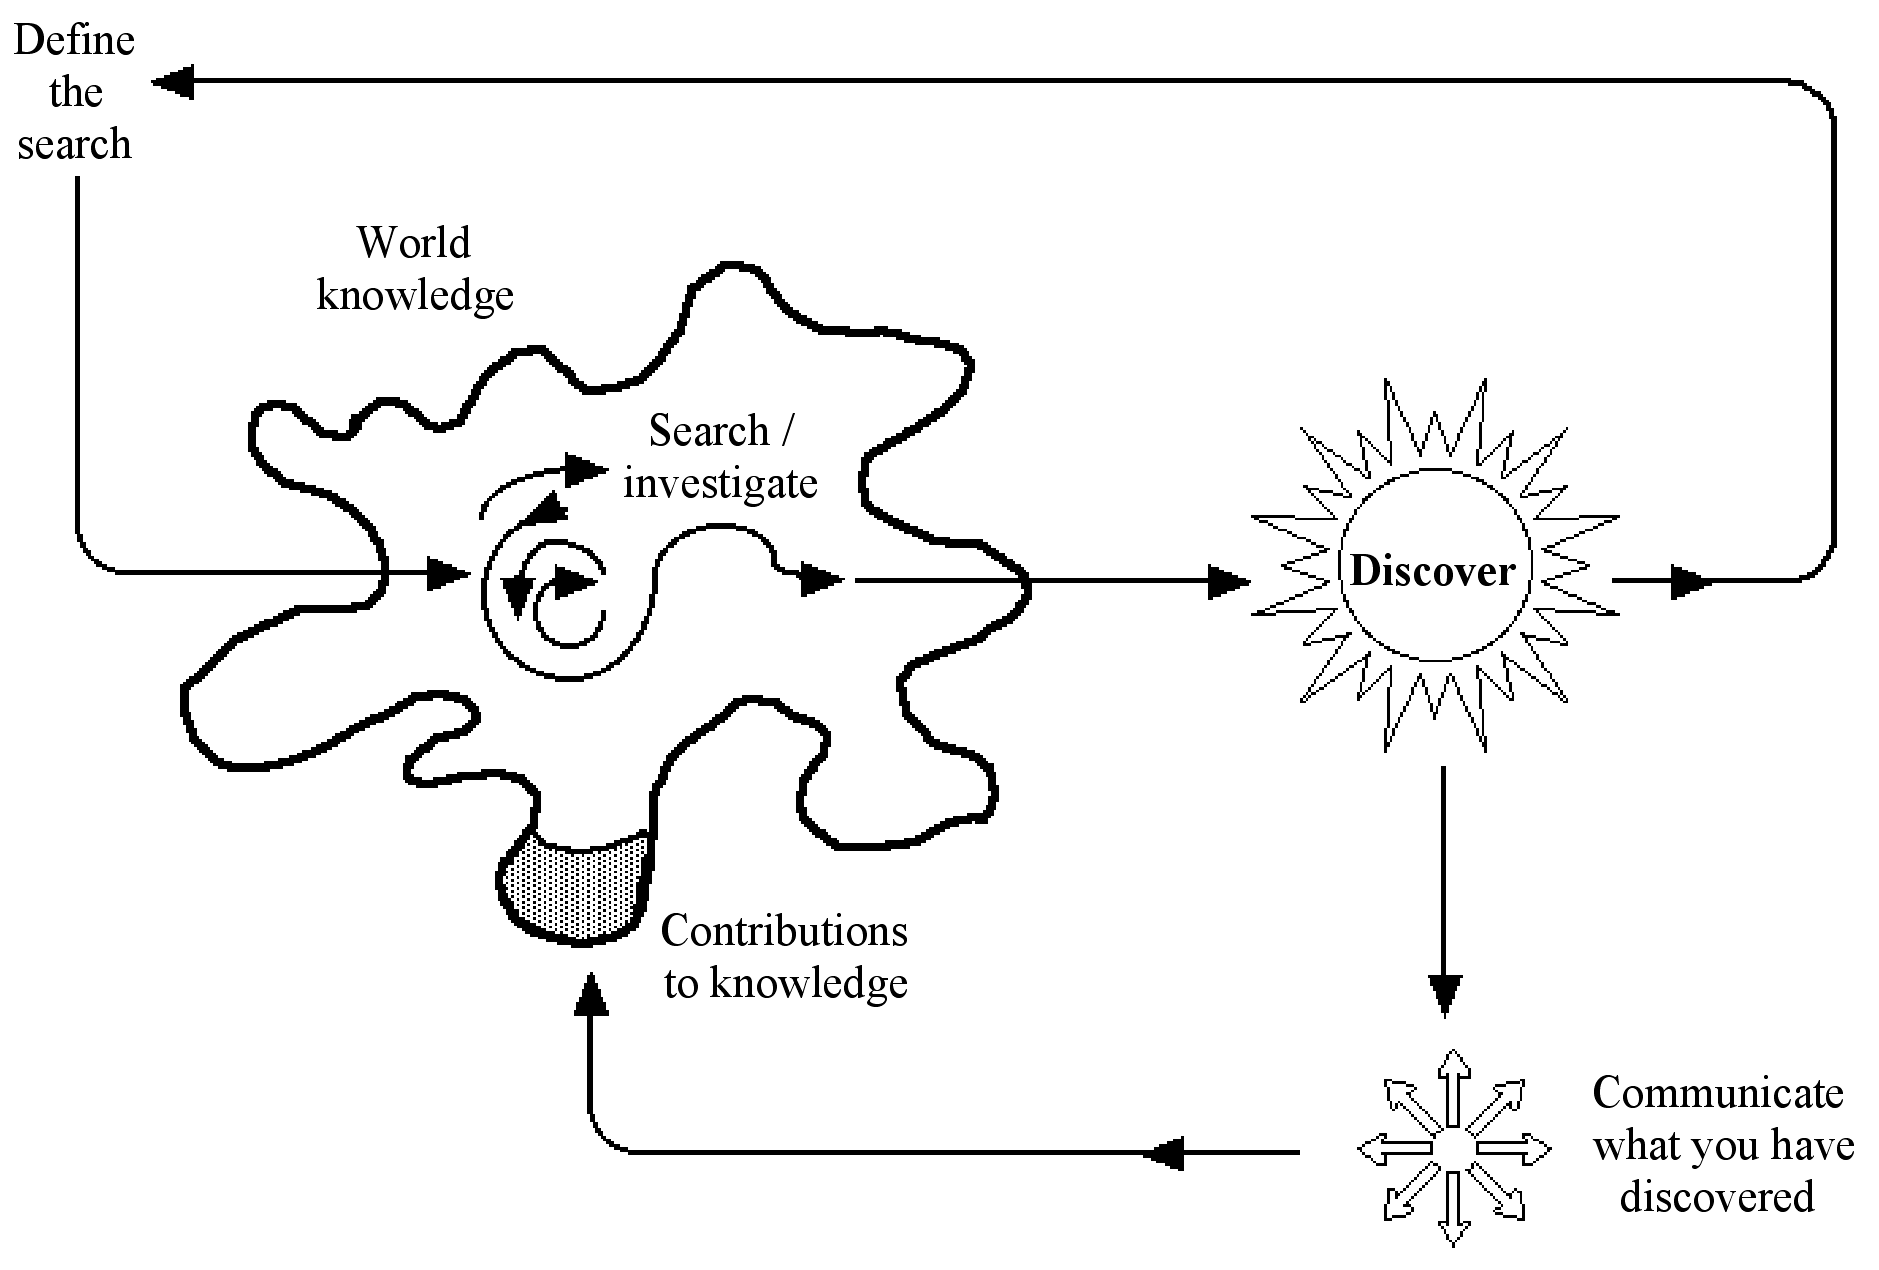 Define
the
search
World
knowledge
Search /
investigate
Discover
Contributions
to knowledge
Communicate
what you have
discovered